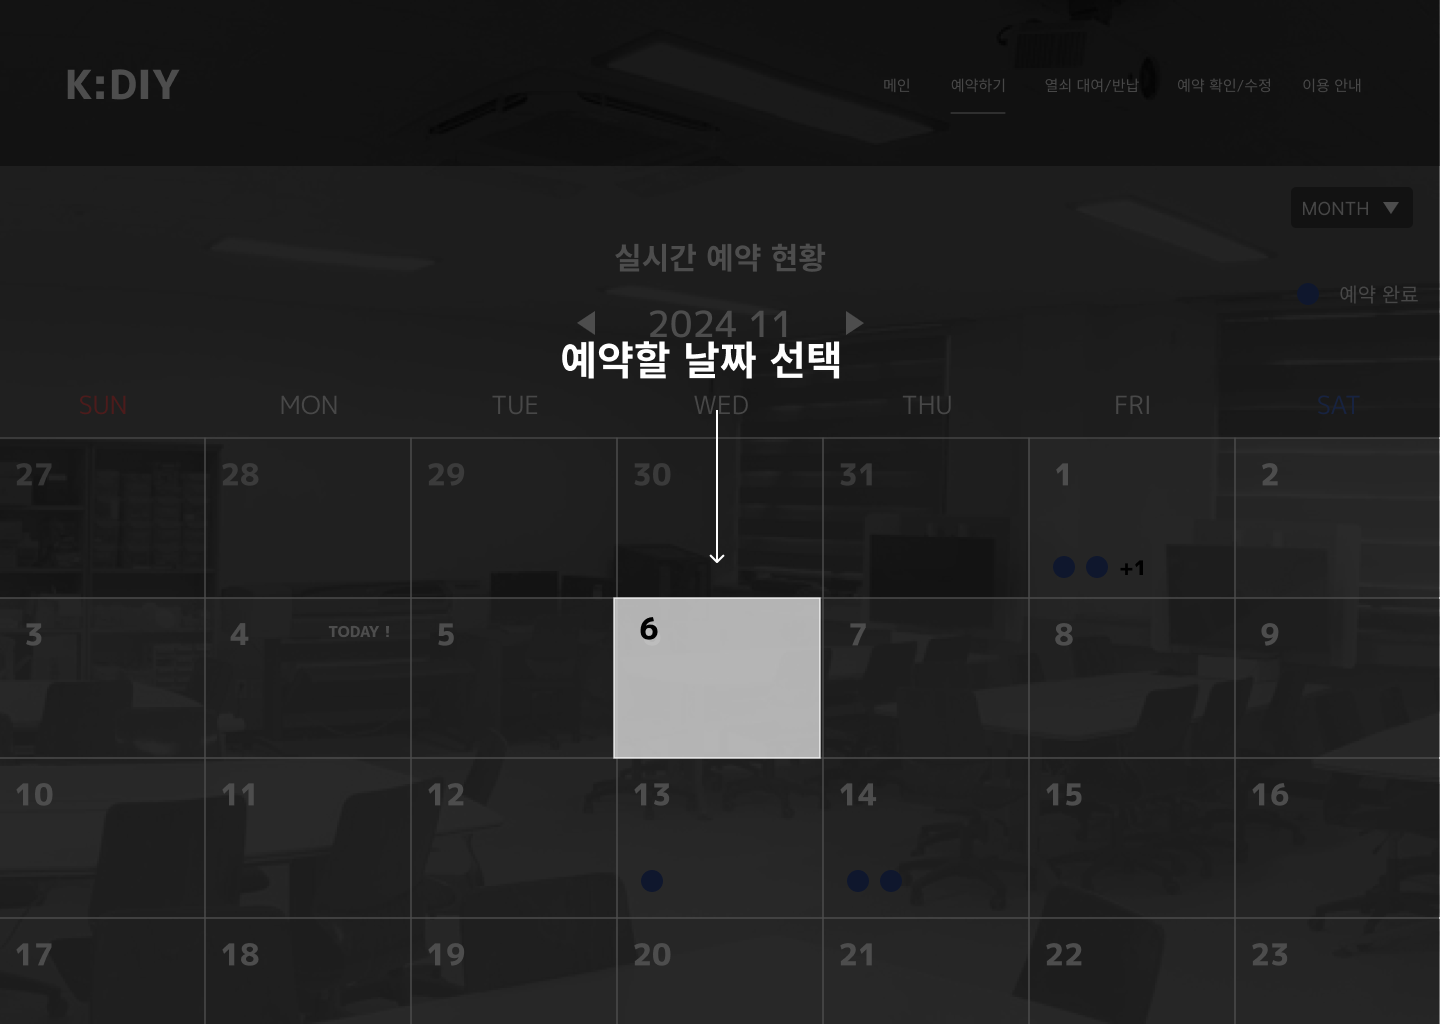 K:DIY
메인 예약하기 열쇠 대여/반납 예약 확인/수정 이용 안내
MONTH ▼
실시간 예약 현황
예약 완료
◀ 2024 11 ▶
예약할 날짜 선택
SUN MON TUE WED THU FRI SAT
27 28 29 30 31 1 2
+1
3 4 TODAY ! 5 6 7 8 9
10 11 12 13 14 15 16
17 18 19 20 21 22 23